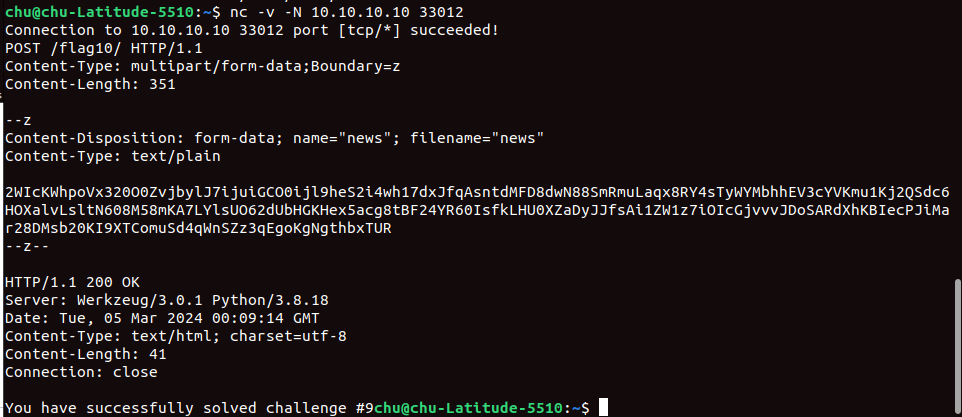 chu@chu-Latitude-5510:~$ nc -v -N 10.10.10.10 33012
Connection to 10.10.10.10 33012 port [tcp/*] succeeded!
POST /flag10/ HTTP/1.1
Content-Type: multipart/form-data;Boundary=z
Content-Length: 351

--z
Content-Disposition: form-data; name="news"; filename="news"
Content-Type: text/plain

2WIcKWhpoVx320O0ZvjbylJ7ijuiGCO0ijl9heS2i4wh17dxJfqAsntdMFD8dwN88SmRmuLaqx8RY4sTyWYMbhhEV3cYVKmu1Kj2QSdc6
HOXalvLsltN608M58mKA7LYlsUO62dUbHGKHex5acg8tBF24YR60IsfkLHU0XZaDyJJfsAi1ZW1z7iOIcGjvvvJDoSARdXhKBIecPJiMa
r28DMsb20KI9XTComuSd4qWnSZz3qEgoKgNgthbxTUR
--z--

HTTP/1.1 200 OK
Server: Werkzeug/3.0.1 Python/3.8.18
Date: Tue, 05 Mar 2024 00:09:14 GMT
Content-Type: text/html; charset=utf-8
Content-Length: 41
Connection: close

You have successfully solved challenge #9chu@chu-Latitude-5510:~$